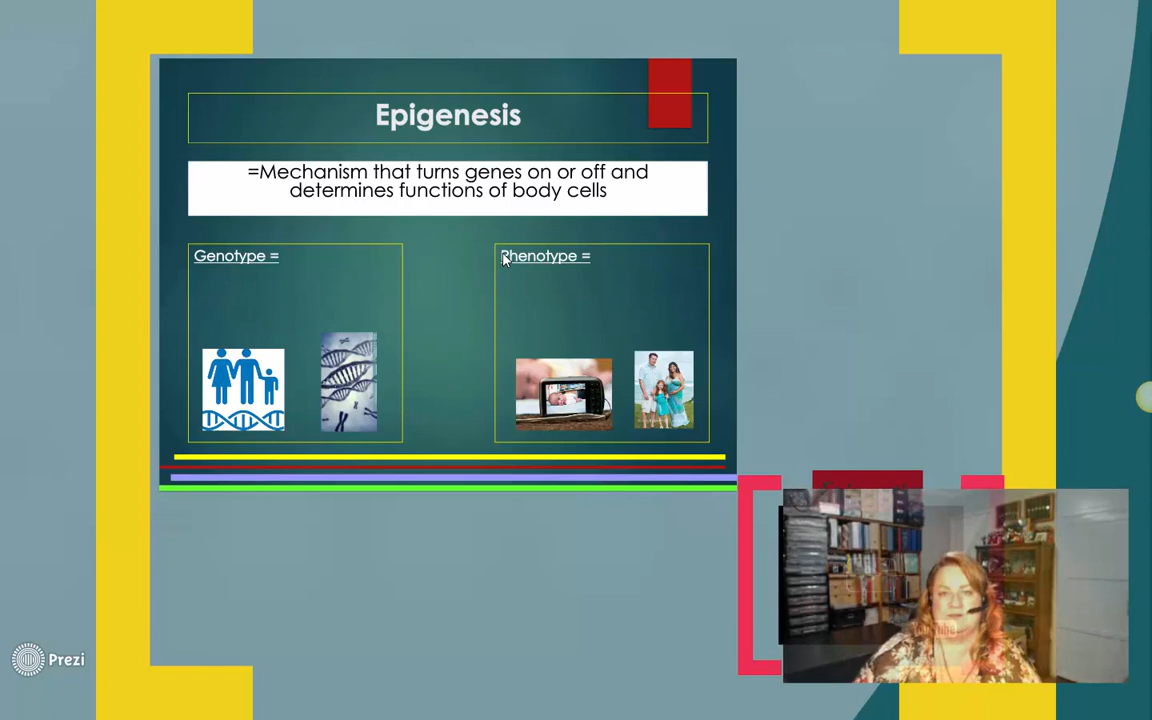 Epigenesis
=Mechanism that turns genes on or off and
determines functions of body cells
Genotype =
Phenotype =
Prezi